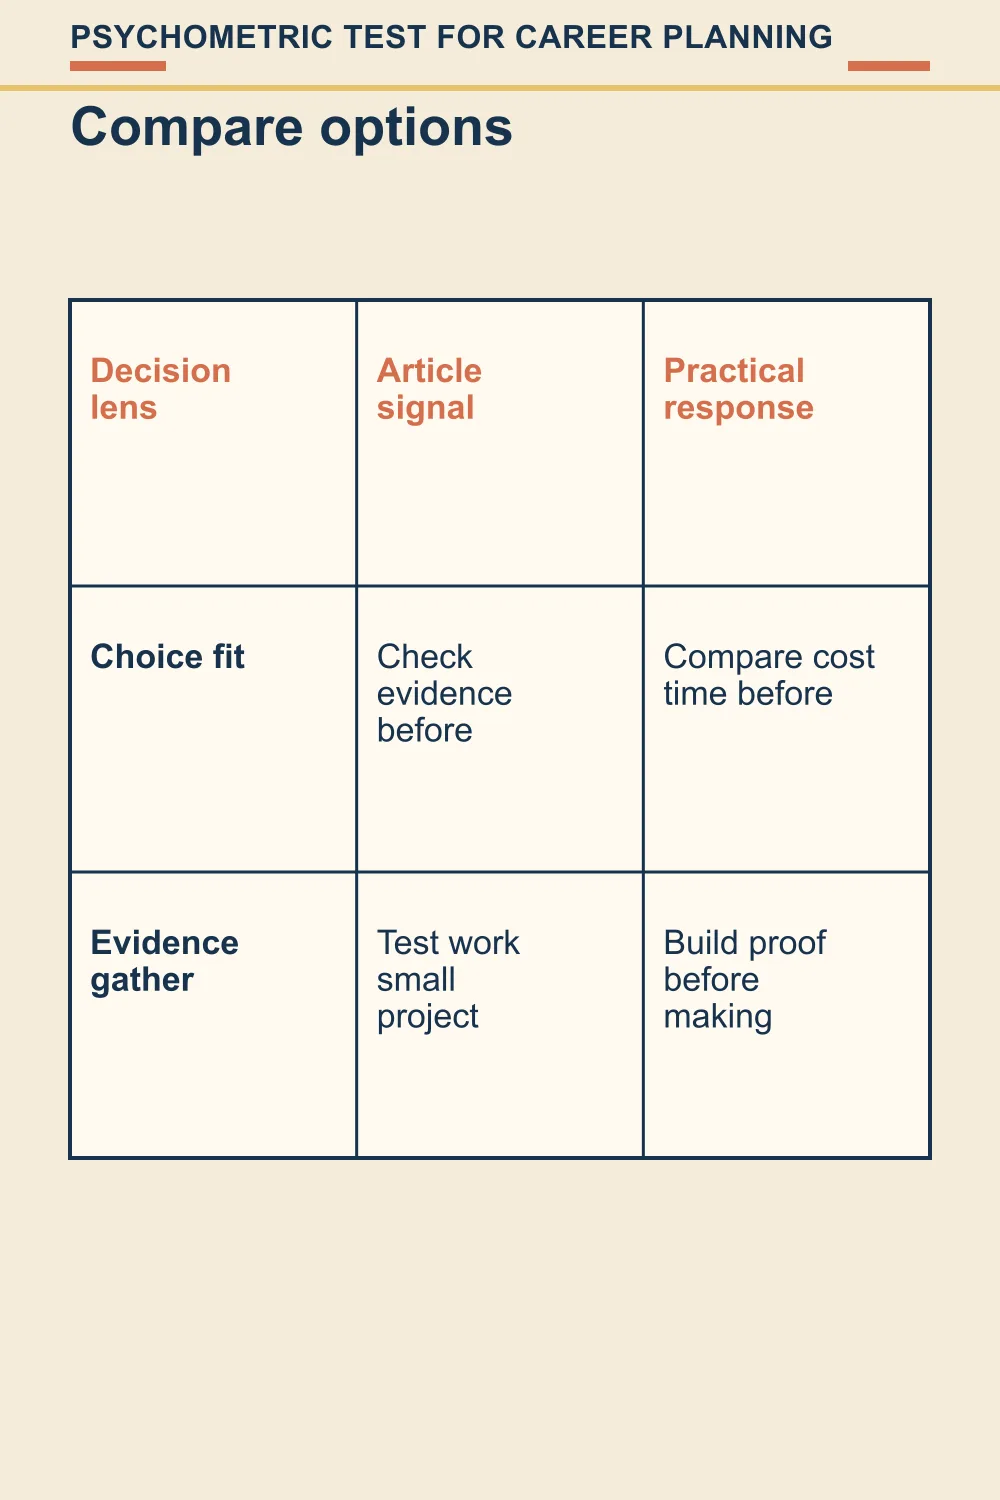 PSYCHOMETRIC TEST FOR CAREER PLANNING
Compare options
Decision
lens
Article
signal
Practical
response
Choice fit
Check
evidence
before
Compare cost
time before
Evidence
gather
Test work
small
project
Build proof
before
making